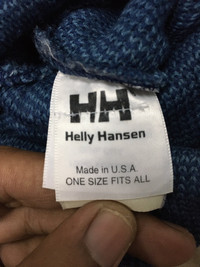 HH
Helly Hansen
Made in U.S.A.
ONE SIZE FITS ALL